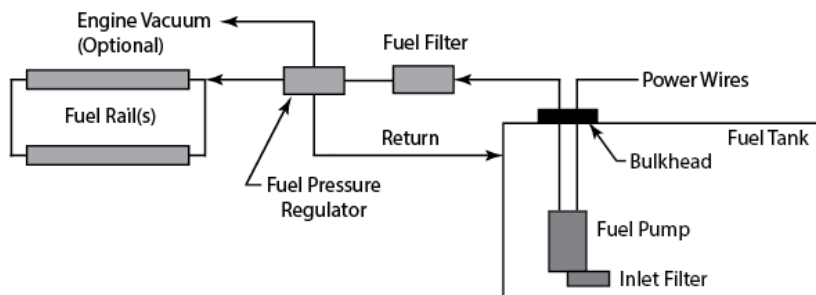 Engine Vacuum
(Optional)
Fuel Filter
Power Wires
Fuel Rail(s)
Return
Fuel Tank
Bulkhead
Fuel Pressure
Regulator
Fuel Pump
Inlet Filter